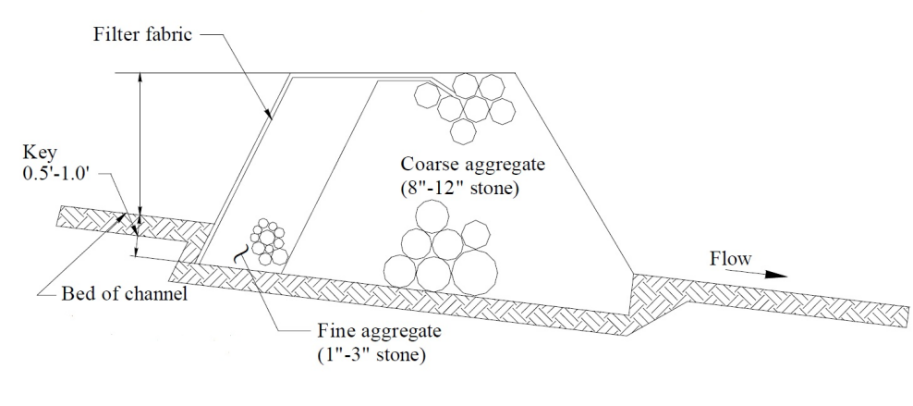 Filter fabric
Key
0.5'-1.0'
Coarse aggregate
(8"-12" stone)
Flow
Bed of channel
Fine aggregate
(1"-3" stone)